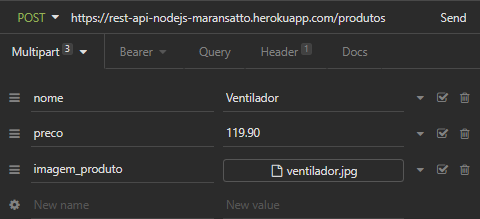 POST https://rest-api-nodejs-maransatto.herokuapp.com/produtos Send
Multipart 3 Bearer Query Header 1 Docs
nome Ventilador
preco 119.90
imagem_produto ventilador.jpg
New name New value